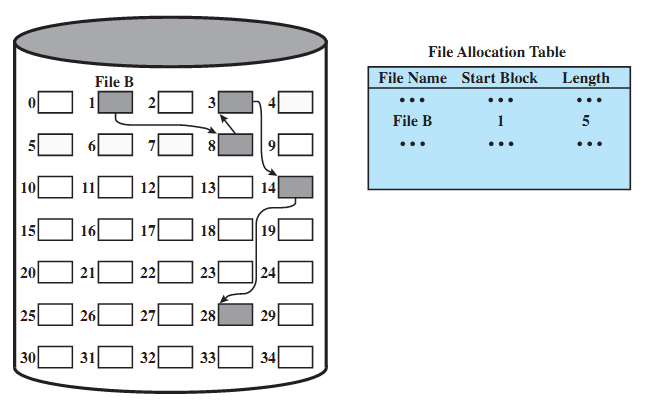 File Allocation Table
File Name Start Block Length
••• ••• •••
File B 1 5
••• ••• •••
File B
0 1 2 3 4
5 6 7 8 9
10 11 12 13 14
15 16 17 18 19
20 21 22 23 24
25 26 27 28 29
30 31 32 33 34